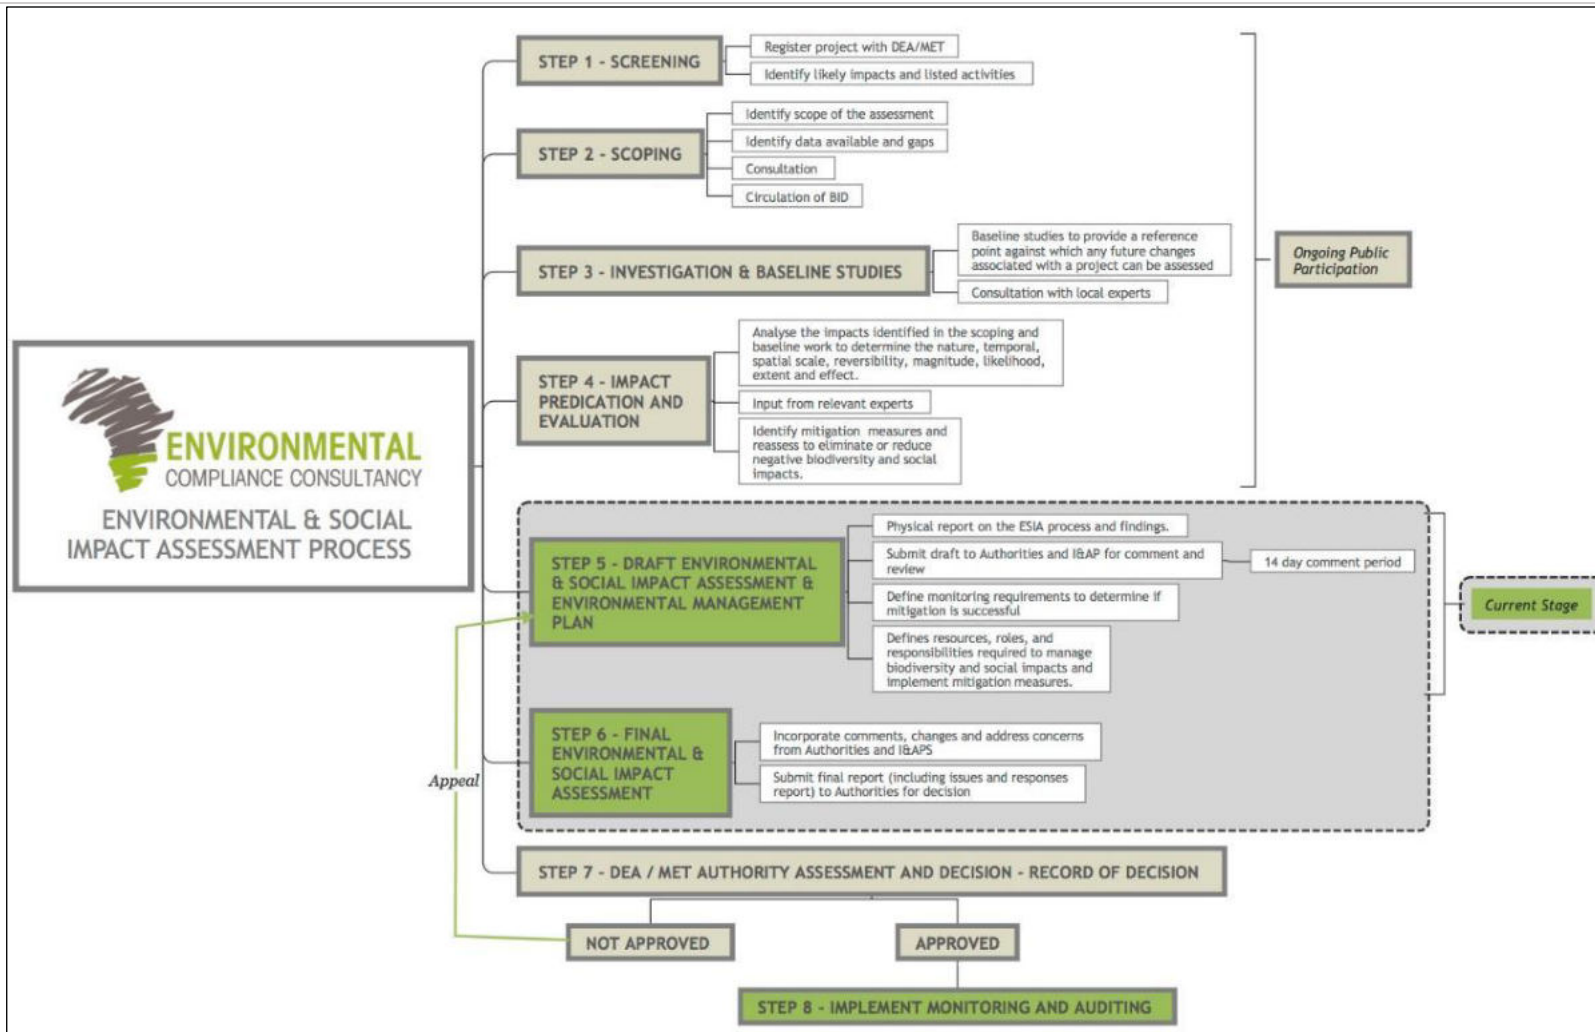 STEP 1 - SCREENING
Register project with DEA/MET
Identify likely impacts and listed activities
STEP 2 - SCOPING
Identify scope of the assessment
Identify data available and gaps
Consultation
Circulation of BID
STEP 3 - INVESTIGATION & BASELINE STUDIES
Baseline studies to provide a reference
point against which any future changes
associated with a project can be assessed
Consultation with local experts
Ongoing Public
Participation
STEP 4 - IMPACT
PREDICATION AND
EVALUATION
Analyse the impacts identified in the scoping and
baseline work to determine the nature, temporal,
spatial scale, reversibility, magnitude, likelihood,
extent and effect.
Input from relevant experts
Identify mitigation measures and
reassess to eliminate or reduce
negative biodiversity and social
impacts.
ENVIRONMENTAL
COMPLIANCE CONSULTANCY
ENVIRONMENTAL & SOCIAL
IMPACT ASSESSMENT PROCESS
STEP 5 - DRAFT ENVIRONMENTAL
& SOCIAL IMPACT ASSESSMENT &
ENVIRONMENTAL MANAGEMENT
PLAN
Physical report on the ESIA process and findings.
Submit draft to Authorities and I&AP for comment and
review
14 day comment period
Define monitoring requirements to determine if
mitigation is successful
Defines resources, roles, and
responsibilities required to manage
biodiversity and social impacts and
implement mitigation measures.
Current Stage
STEP 6 - FINAL
ENVIRONMENTAL &
SOCIAL IMPACT
ASSESSMENT
Incorporate comments, changes and address concerns
from Authorities and I&APS
Submit final report (including issues and responses
report) to Authorities for decision
Appeal
STEP 7 - DEA / MET AUTHORITY ASSESSMENT AND DECISION - RECORD OF DECISION
NOT APPROVED
APPROVED
STEP 8 - IMPLEMENT MONITORING AND AUDITING